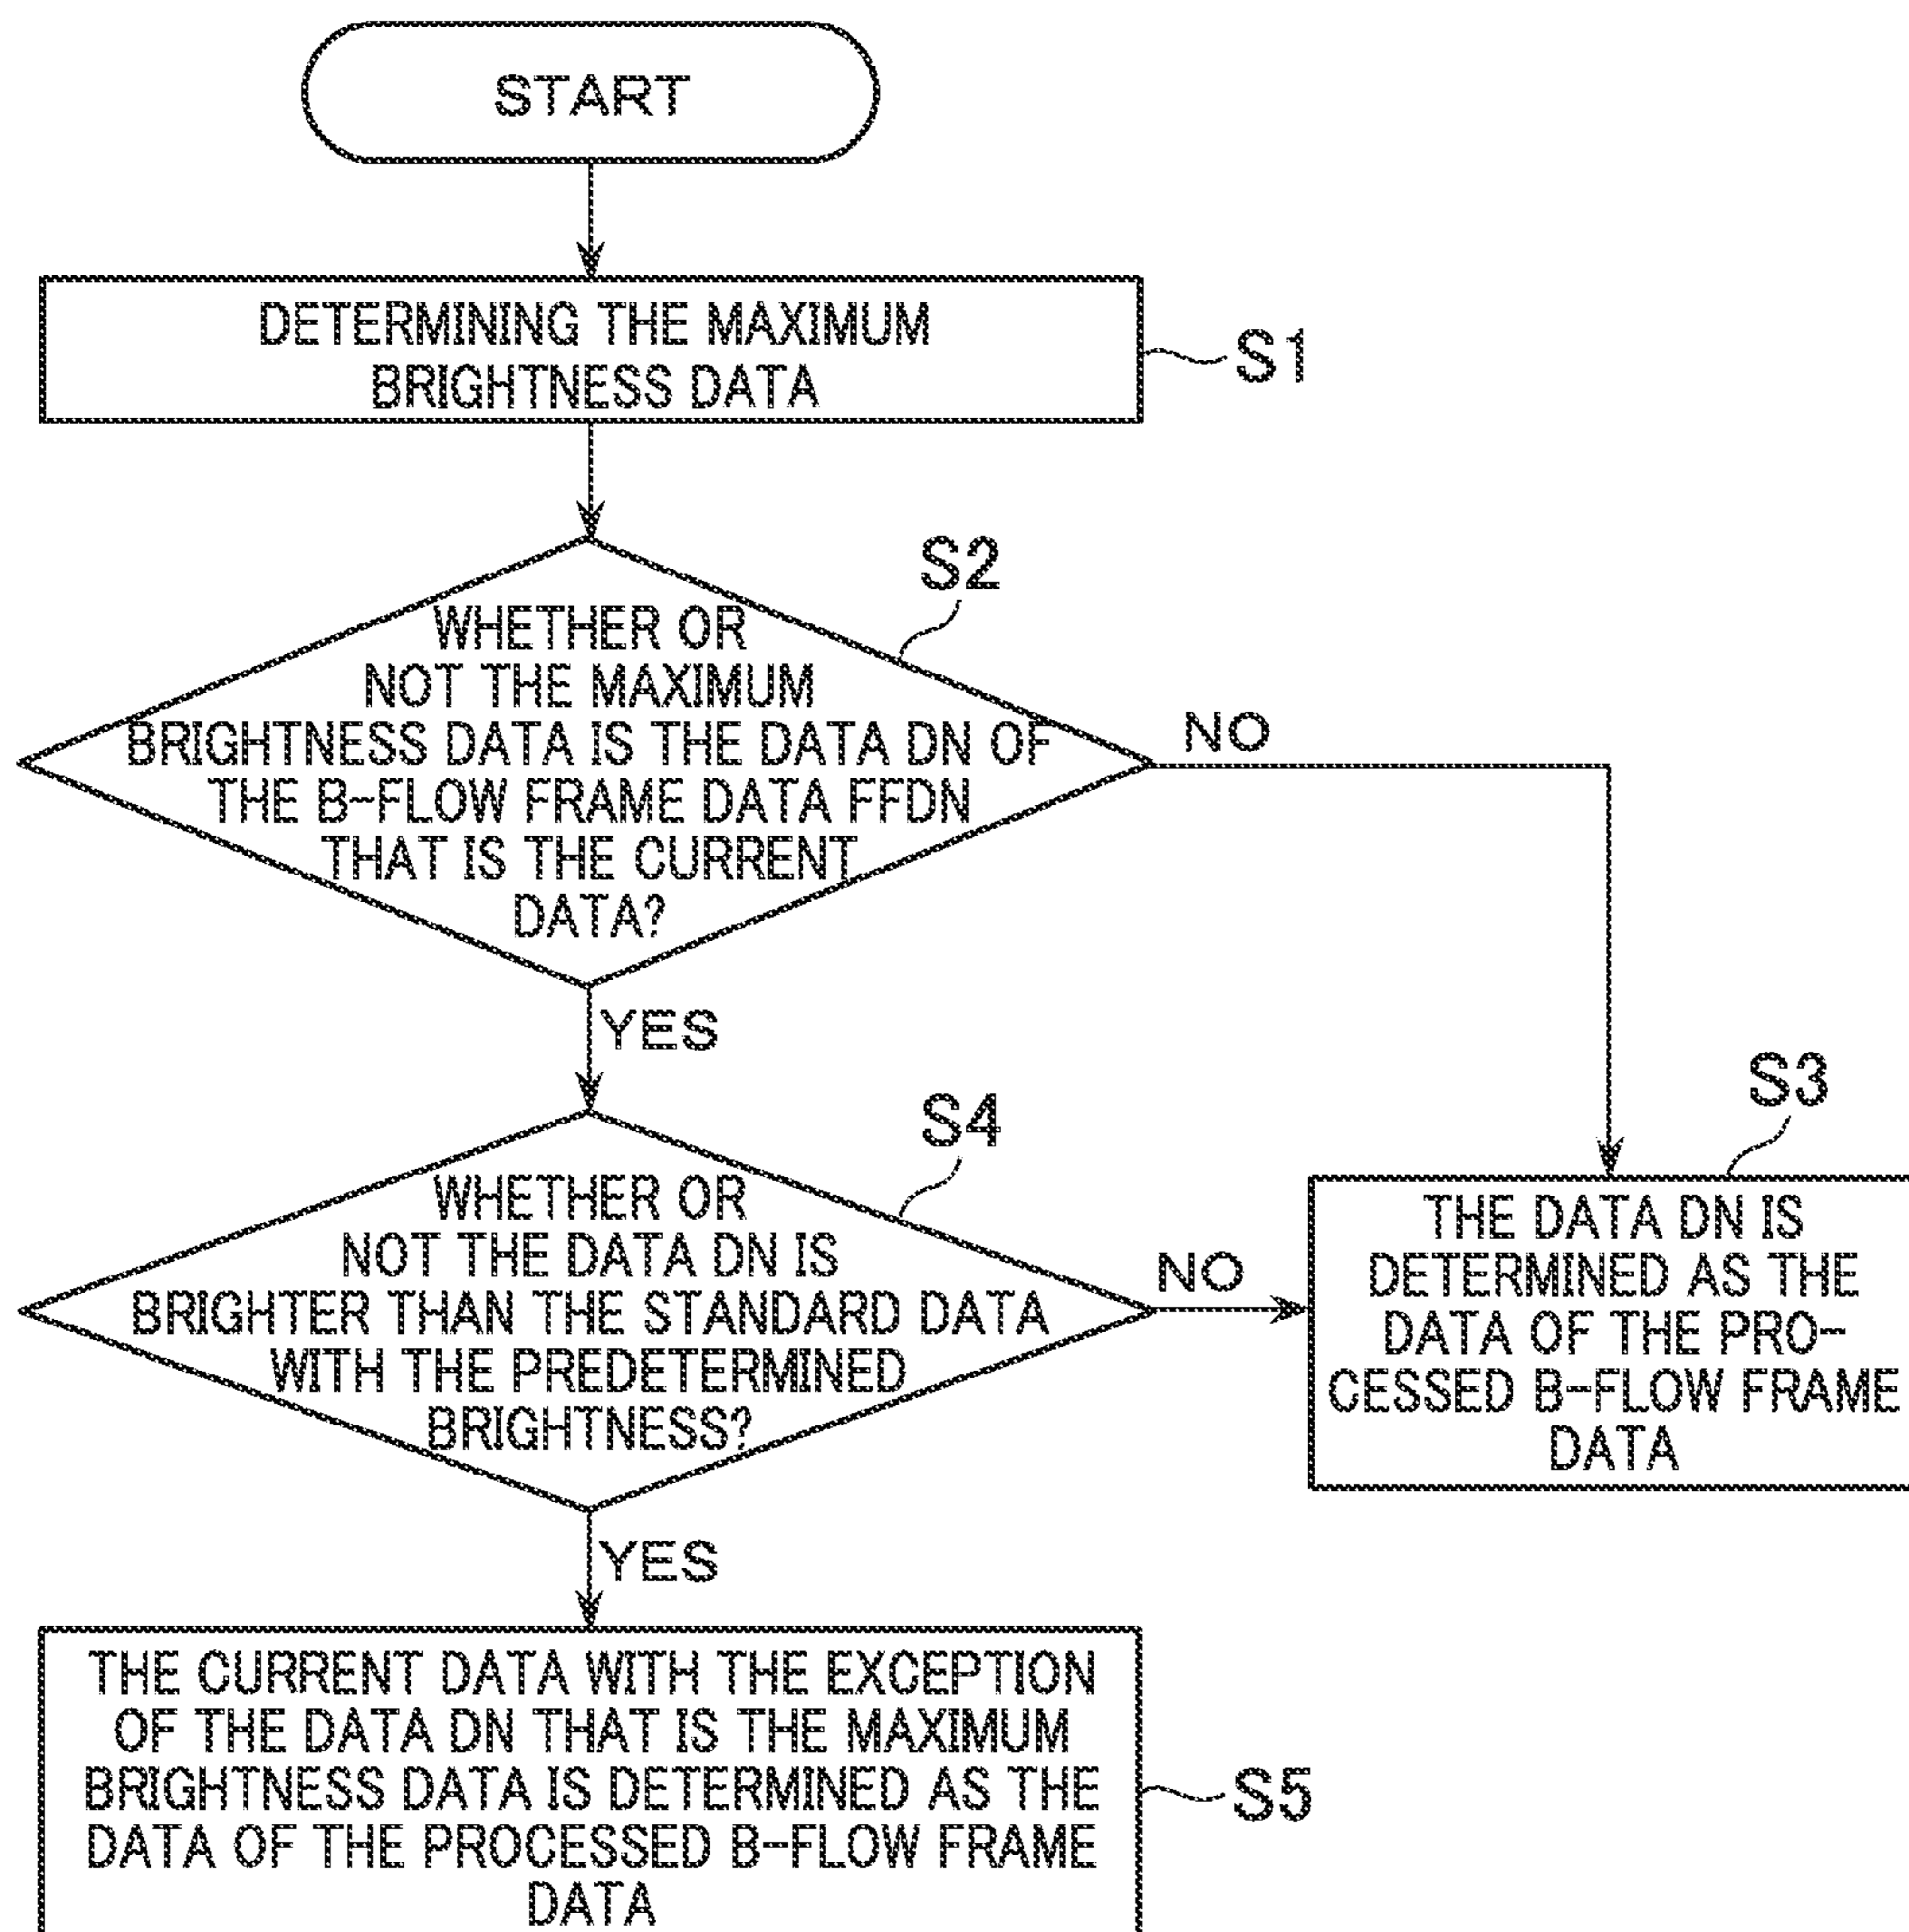 START
DETERMINING THE MAXIMUM
BRIGHTNESS DATA
S1
S2
WHETHER OR
NOT THE MAXIMUM
BRIGHTNESS DATA IS THE DATA DN OF
THE B-FLOW FRAME DATA FFDN
THAT IS THE CURRENT
DATA?
NO
YES
S4
WHETHER OR
NOT THE DATA DN IS
BRIGHTER THAN THE STANDARD DATA
WITH THE PREDETERMINED
BRIGHTNESS?
NO
S3
THE DATA DN IS
DETERMINED AS THE
DATA OF THE PRO-
CESSED B-FLOW FRAME
DATA
YES
THE CURRENT DATA WITH THE EXCEPTION
OF THE DATA DN THAT IS THE MAXIMUM
BRIGHTNESS DATA IS DETERMINED AS THE
DATA OF THE PROCESSED B-FLOW FRAME
DATA
S5